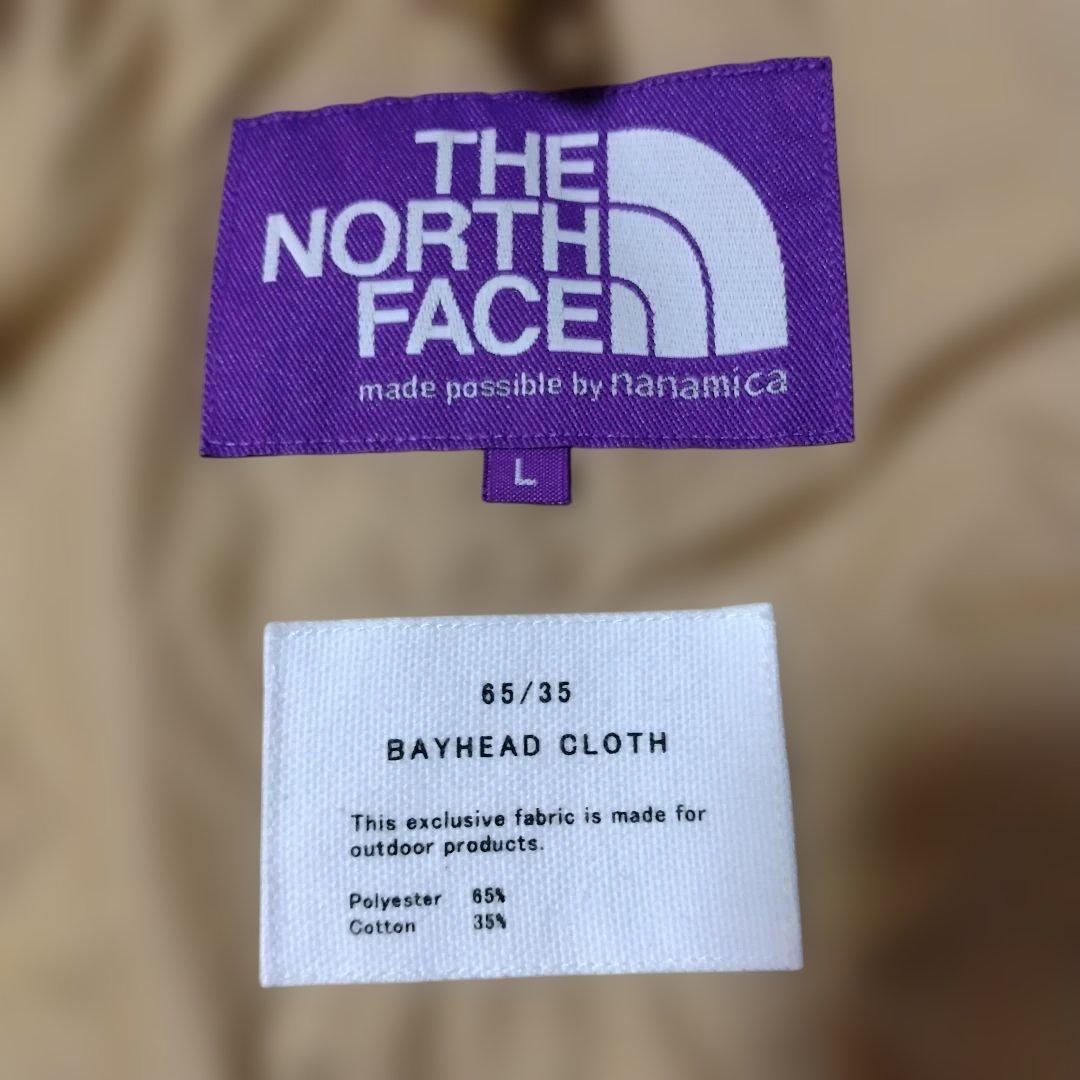 THE
NORTH
FACE
made possible by nanamica
L
65/35
BAYHEAD CLOTH
This exclusive fabric is made for
outdoor products.
Polyester 65%
Cotton 35%